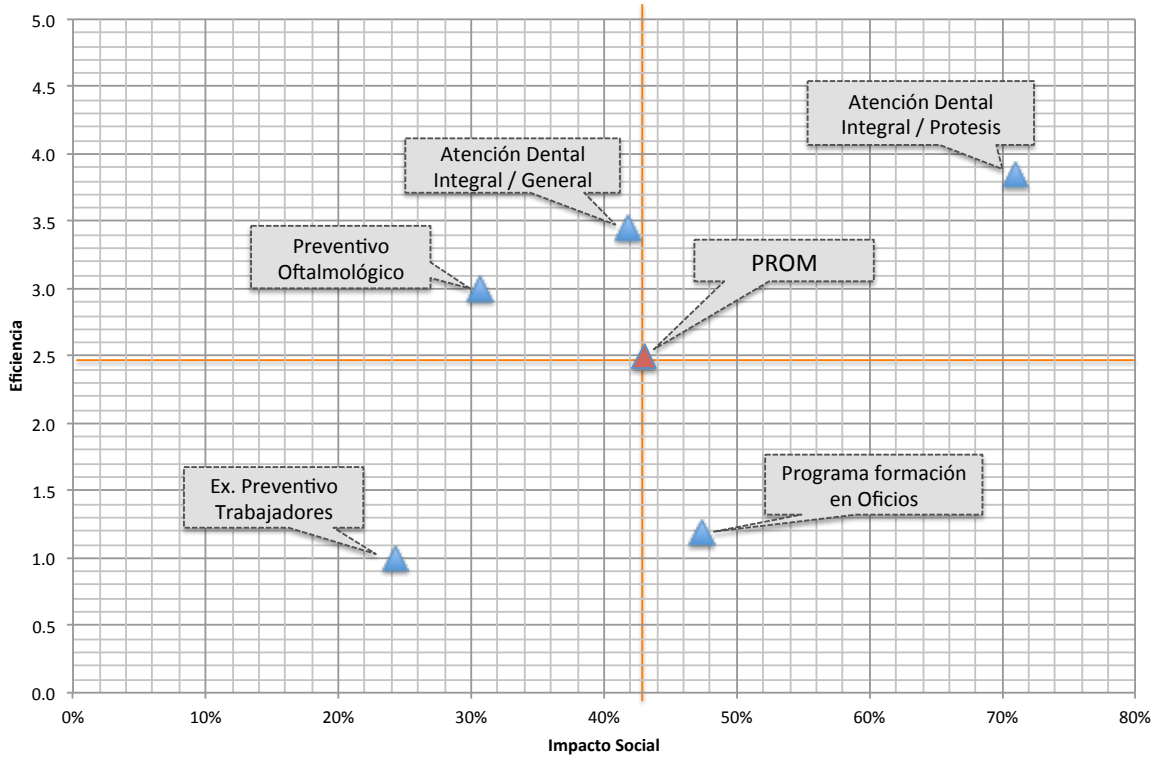 5.0
4.5
4.0
3.5
3.0
2.5
2.0
1.5
1.0
0.5
0.0
Eficiencia
Atención Dental
Integral / Protesis
Atención Dental
Integral / General
Preventivo
Oftalmológico
PROM
Programa formación
en Oficios
Ex. Preventivo
Trabajadores
0% 10% 20% 30% 40% 50% 60% 70% 80%
Impacto Social